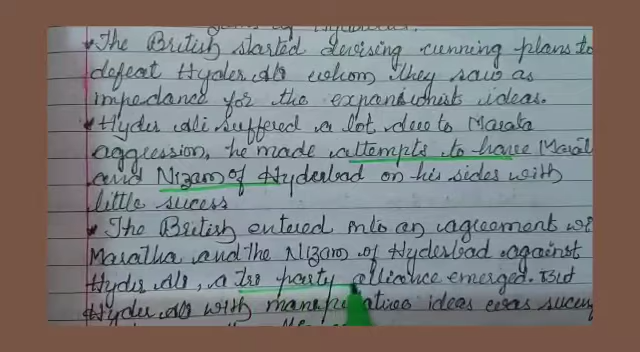 The British started devising cunning plans to
defeat Hyder Ali whom they saw as
impedance for the expansionist ideas.
Hyder Ali suffered a lot due to Marata
aggression, he made attempts to have
and Nizam of Hyderbad on his sides with
little sucess
The British entered into an agreement
Maratha and the Nizam of Hyderbad against
Hyder Ali, a Tri party alliance emerged. But
Hyder Ali with ideas was